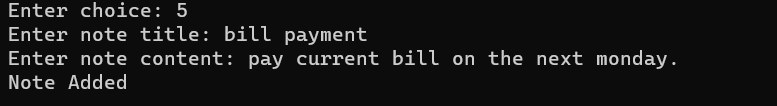 Enter choice: 5
Enter note title: bill payment
Enter note content: pay current bill on the next monday.
Note Added